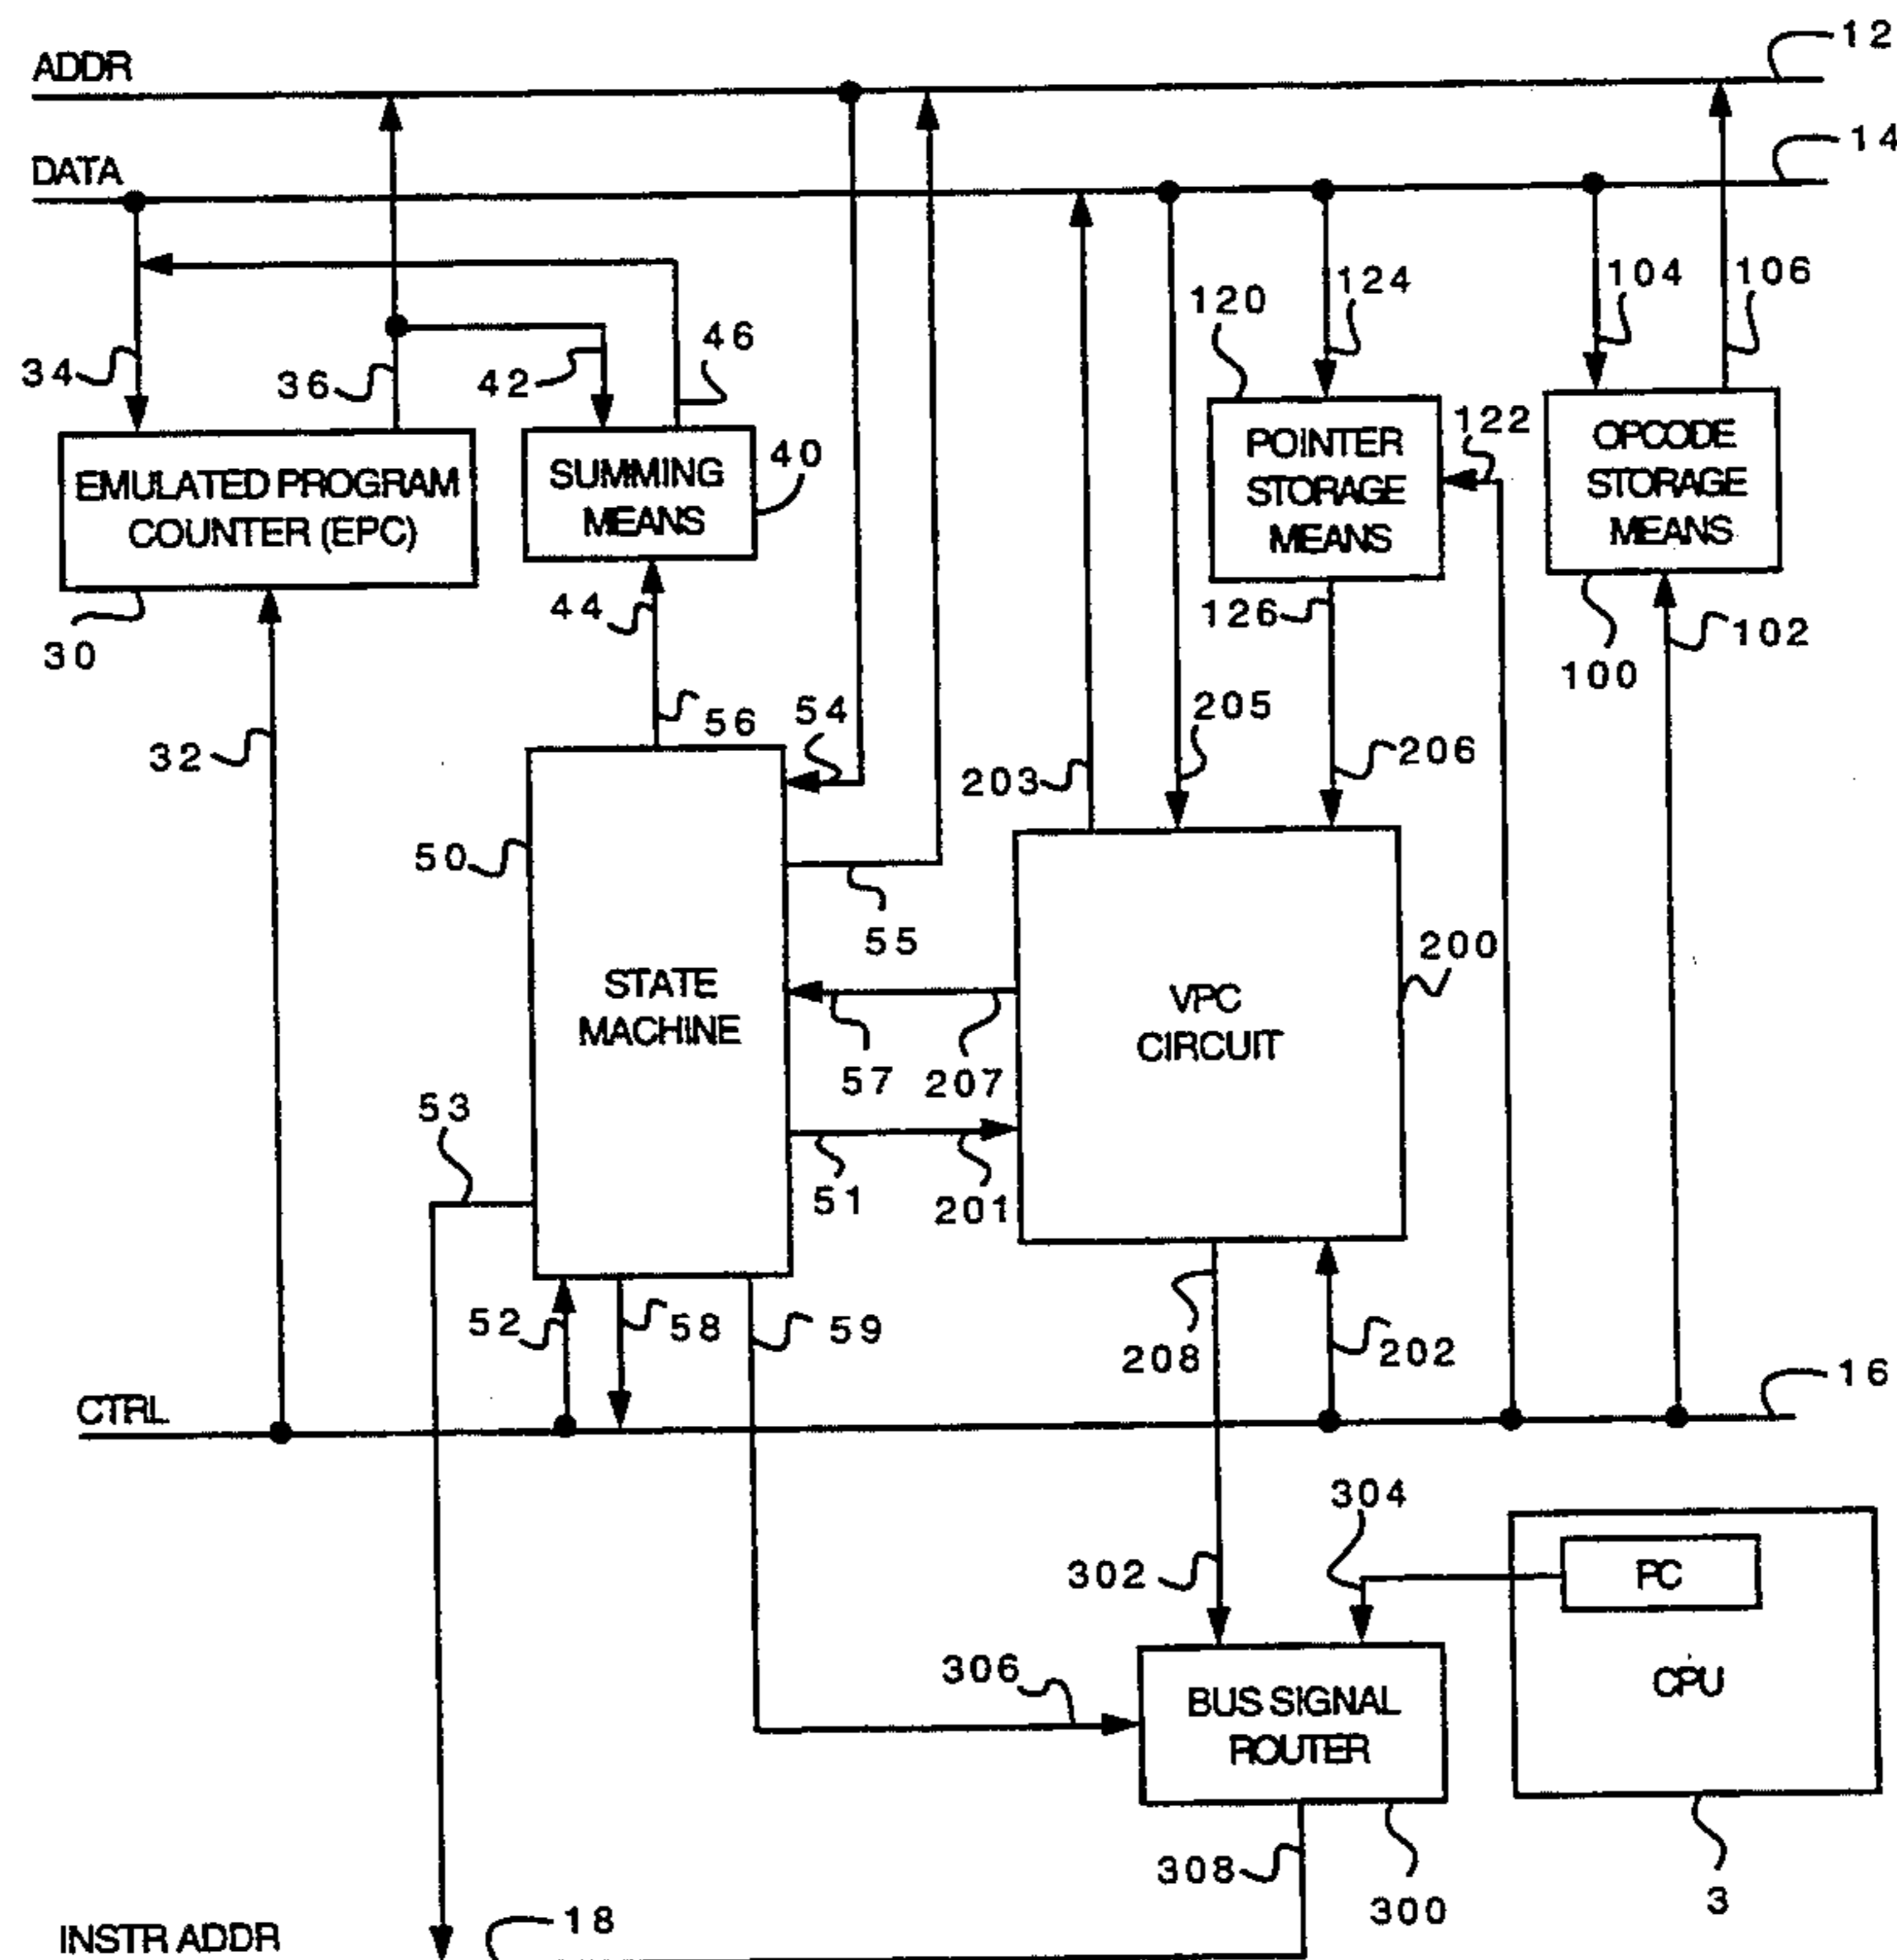 12
ADDR
14
DATA
104
106
124
120
34
36
42
46
122
EMULATED PROGRAM
COUNTER (EPC)
SUMMING
MEANS
40
POINTER
STORAGE
MEANS
OPCODE
STORAGE
MEANS
30
44
126
100
102
32
56
54
203
205
206
50
55
200
STATE
MACHINE
VPC
CIRCUIT
57
207
53
51
201
52
58
59
208
202
16
CTRL
304
302
PC
CPU
306
BUS SIGNAL
ROUTER
308
300
3
INSTR ADDR
18